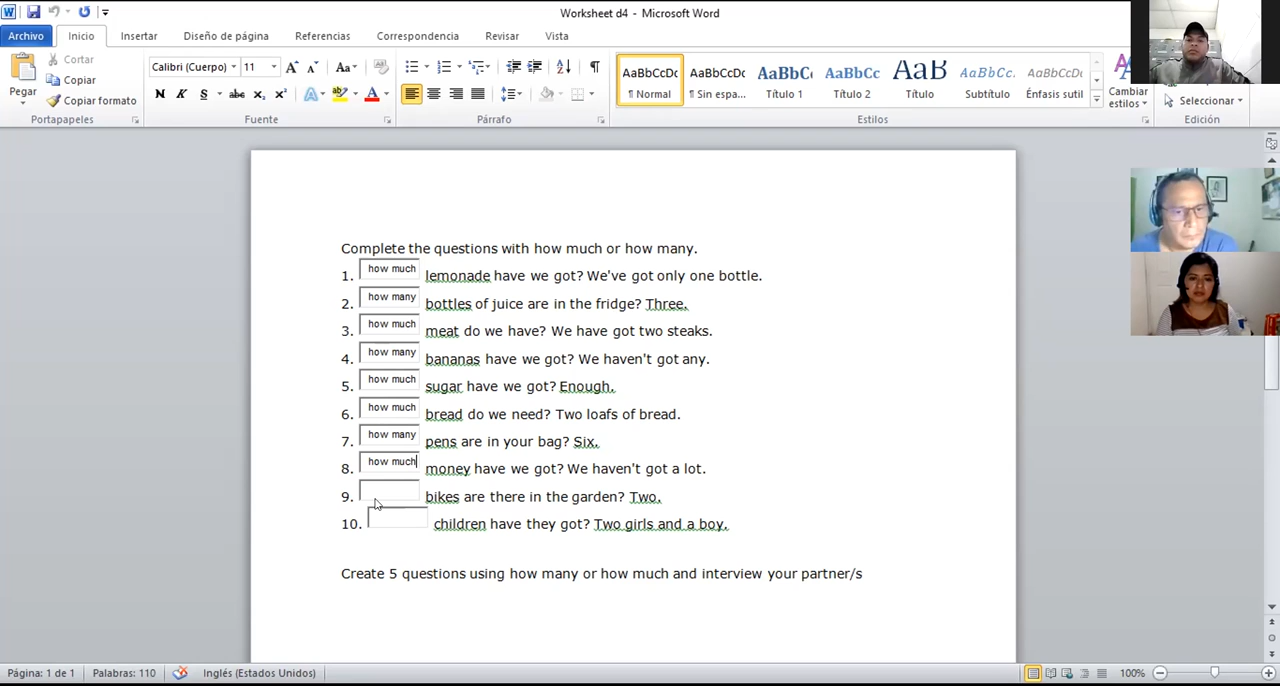 Worksheet d4 - Microsoft Word
Archivo Inicio Insertar Diseño de página Referencias Correspondencia Revisar Vista
Pegar
Cortar
Copiar
Copiar formato
Portapapeles
Calibri (Cuerpo) 11
N K S abc x₂ x²
Fuente
Párrafo
AaBbCcDc AaBbCcDc AaBbC AaBbCc AaB AaBbCc. AaBbCcDc
¶ Normal ¶ Sin espa... Título 1 Título 2 Título Subtítulo Énfasis sutil
Estilos
Cambiar estilos
Seleccionar
Edición
Complete the questions with how much or how many.
1. how much lemonade have we got? We've got only one bottle.
2. how many bottles of juice are in the fridge? Three.
3. how much meat do we have? We have got two steaks.
4. how many bananas have we got? We haven't got any.
5. how much sugar have we got? Enough.
6. how much bread do we need? Two loafs of bread.
7. how many pens are in your bag? Six.
8. how much money have we got? We haven't got a lot.
9. bikes are there in the garden? Two.
10. children have they got? Two girls and a boy.
Create 5 questions using how many or how much and interview your partner/s
Página: 1 de 1 Palabras: 110 Inglés (Estados Unidos) 100%